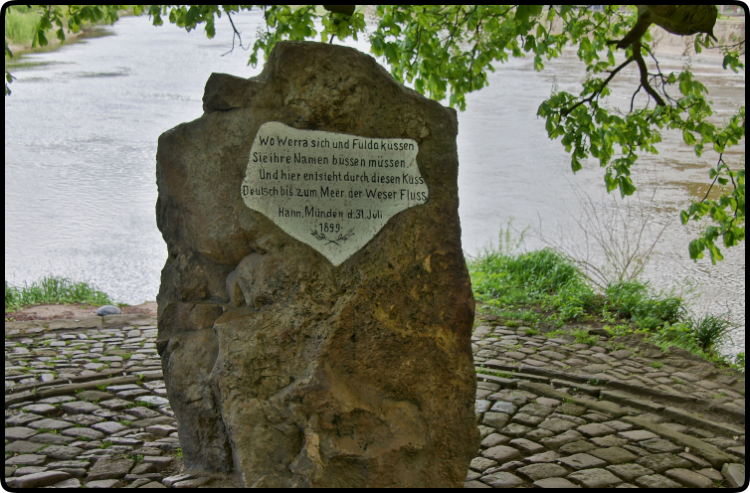 Wo Werra sich und Fulda küssen
Sie ihre Namen büssen müssen.
Und hier entsteht durch diesen Kuss
Deutsch bis zum Meer der Weser Fluss
Hann. Münden d. 31. Juli
1899.